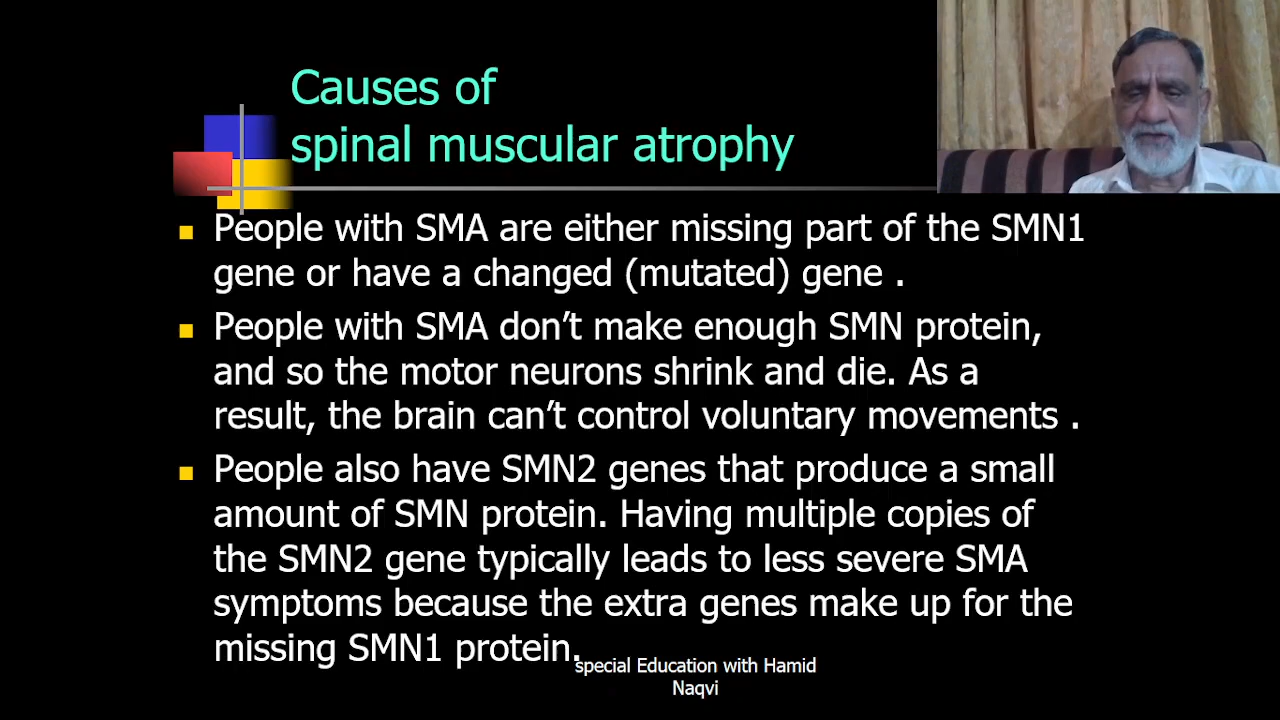 Causes of
spinal muscular atrophy
People with SMA are either missing part of the SMN1
gene or have a changed (mutated) gene .
People with SMA don’t make enough SMN protein,
and so the motor neurons shrink and die. As a
result, the brain can’t control voluntary movements .
People also have SMN2 genes that produce a small
amount of SMN protein. Having multiple copies of
the SMN2 gene typically leads to less severe SMA
symptoms because the extra genes make up for the
missing SMN1 protein.
special Education with Hamid
Naqvi